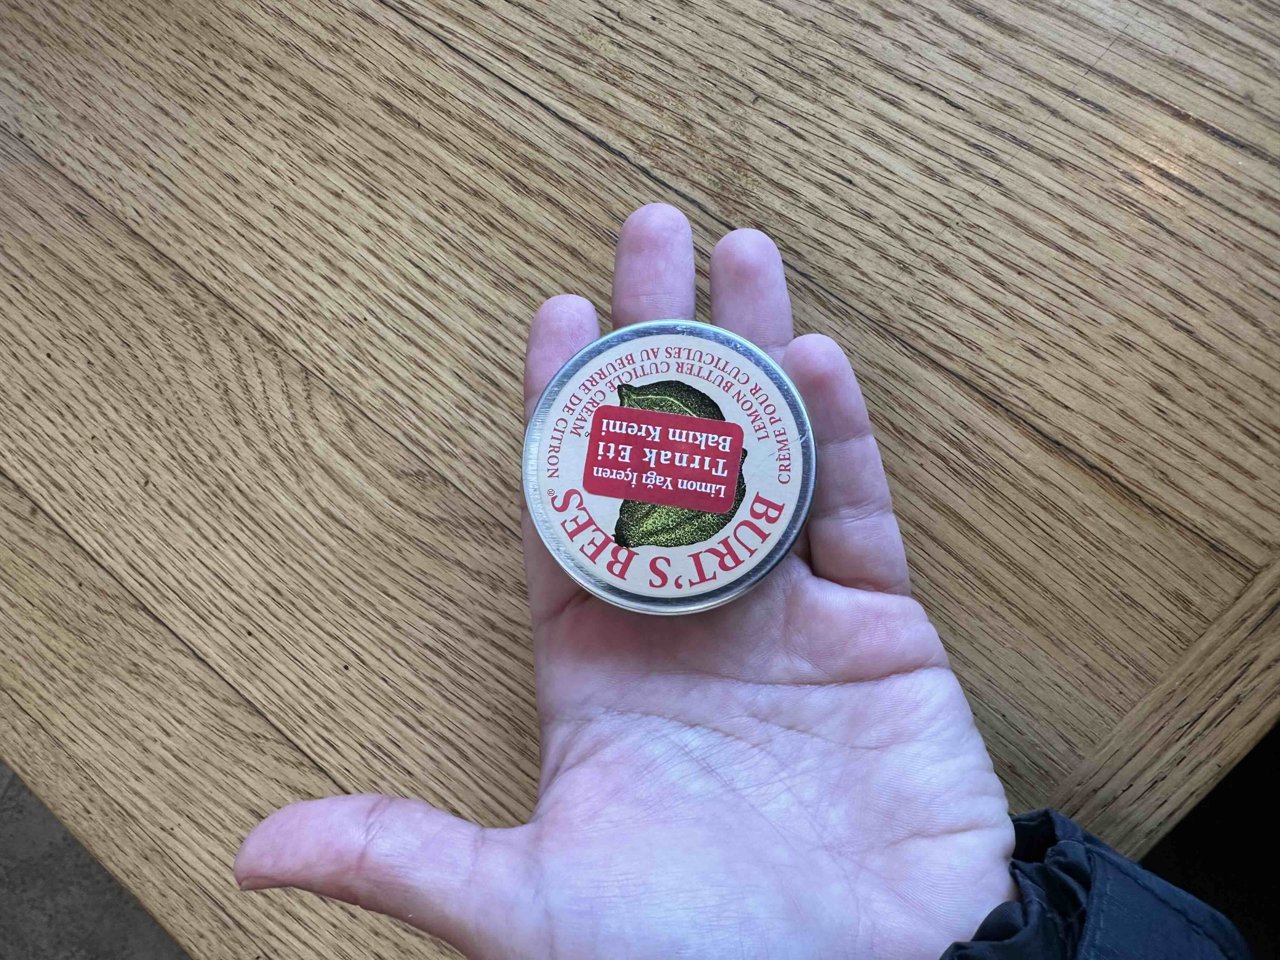 BURT'S BEES®
Limon Yağı İçeren
Tırnak Eti
Bakım Kremi
LEMON BUTTER CUTICLE CREAM
CRÈME POUR CUTICULES AU BEURRE DE CITRON